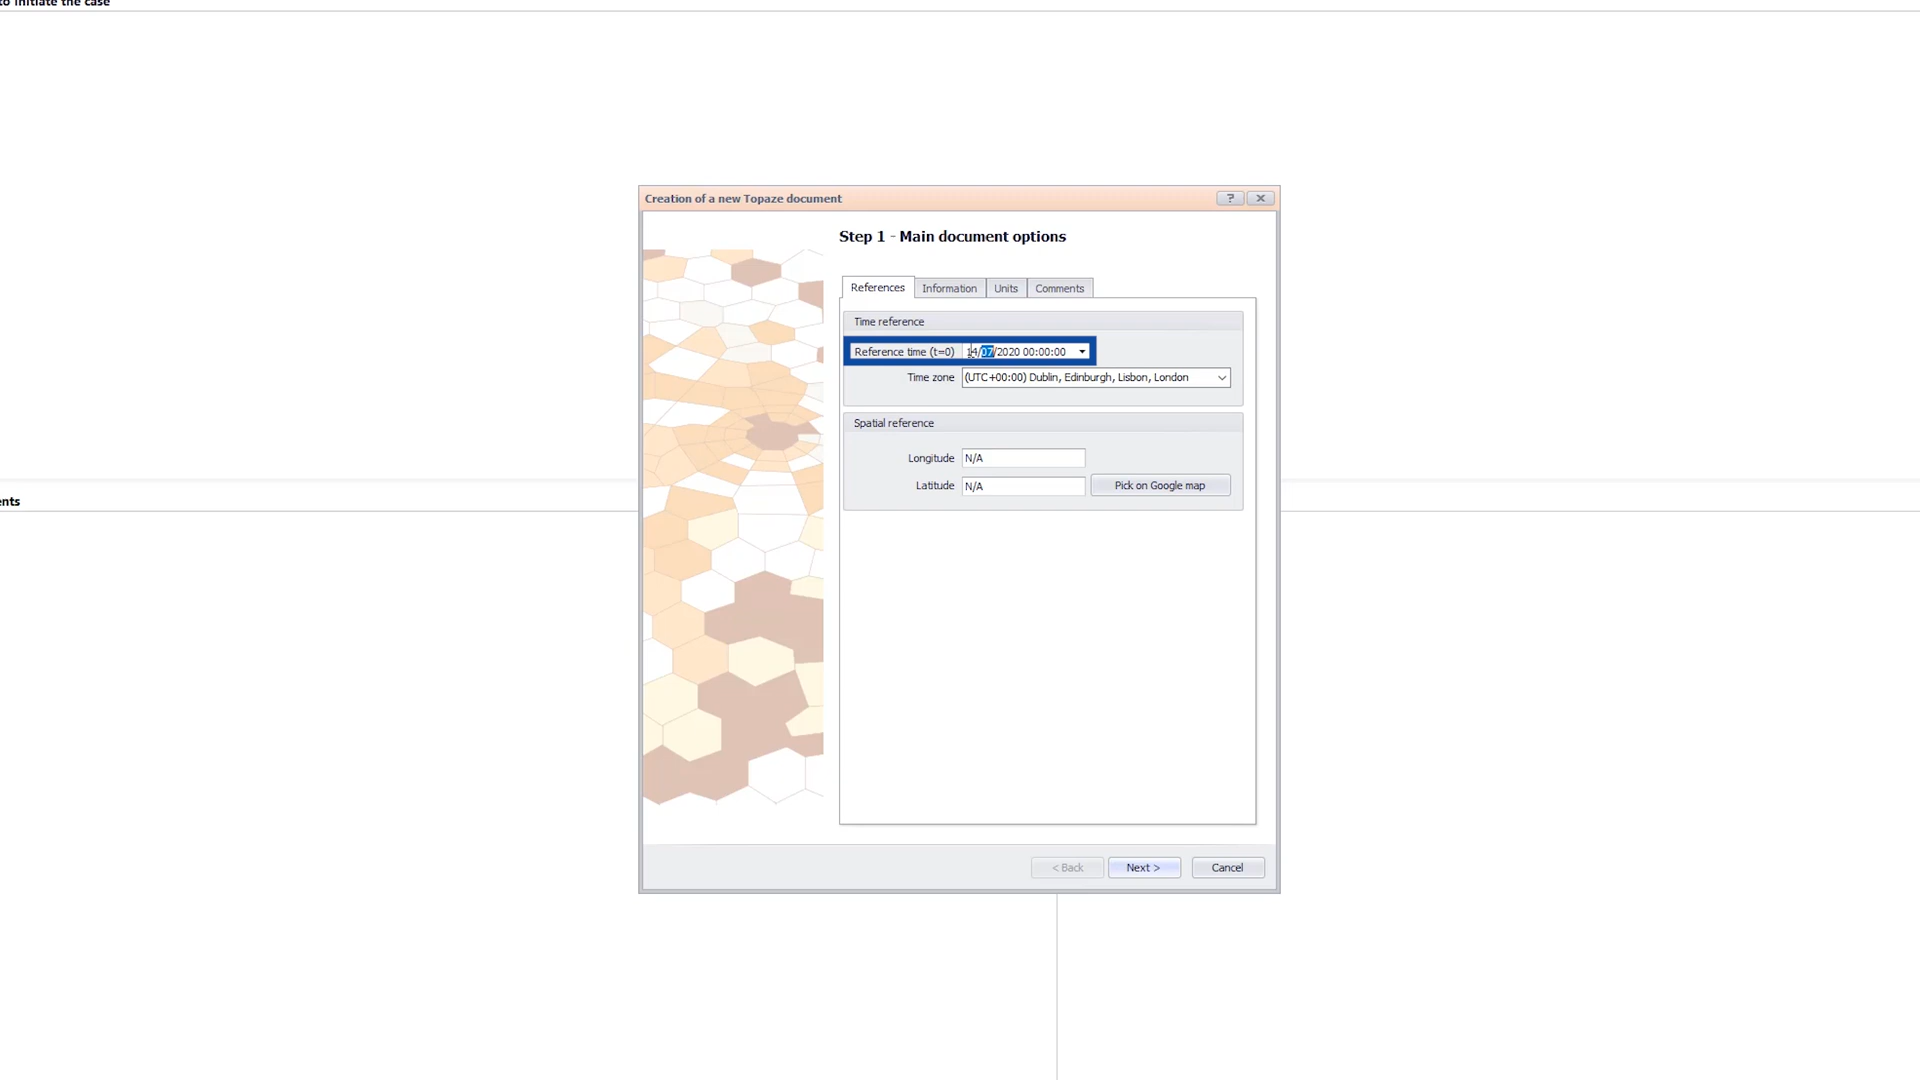 to initiate the case
Creation of a new Topaze document
?
Step 1 - Main document options
References Information Units Comments
Time reference
Reference time (t=0) 14/07/2020 00:00:00
Time zone (UTC+00:00) Dublin, Edinburgh, Lisbon, London
Spatial reference
Longitude N/A
Latitude N/A Pick on Google map
ents
< Back Next > Cancel